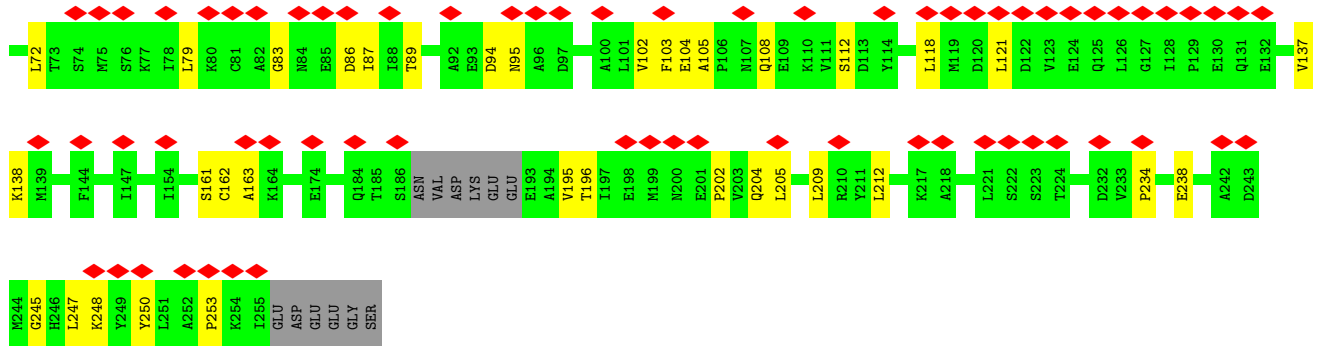 L72 T73 S74 M75 S76 K77 I78 L79 K80 C81 A82 G83 N84 E85 D86 I87 I88 T89 A92 E93 D94 N95 A96 D97 A100 L101 V102 F103 E104 A105 P106 N107 Q108 E109 K110 V111 S112 D113 Y114 L118 M119 D120 L121 D122 V123 E124 Q125 L126 G127 I128 P129 E130 Q131 E132 V137
K138 M139 F144 I147 I154 S161 C162 A163 K164 E174 Q184 T185 S186 ASN VAL ASP LYS GLU GLU E193 A194 V195 T196 I197 E198 M199 N200 E201 P202 V203 Q204 L205 L209 R210 Y211 L212 K217 A218 L221 S222 S223 T224 D232 V233 P234 E238 A242 D243
M244 G245 H246 L247 K248 Y249 Y250 L251 A252 P253 K254 I255 GLU ASP GLU GLU GLY SER